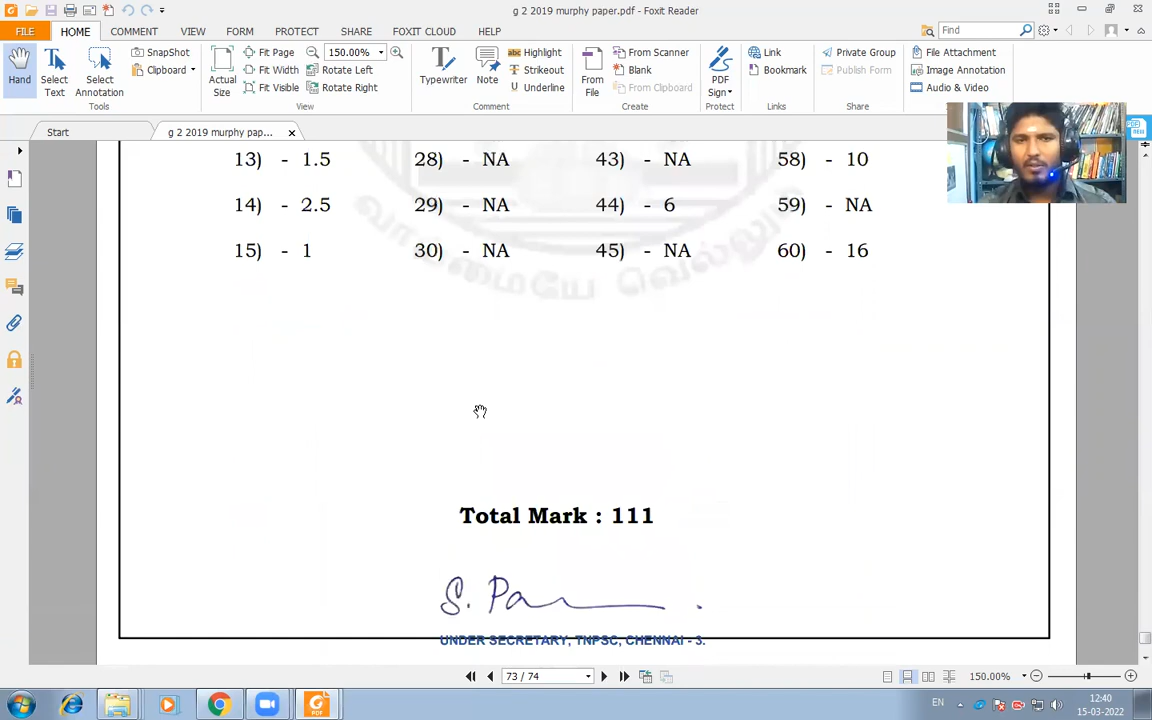 g 2 2019 murphy paper.pdf - Foxit Reader
FILE HOME COMMENT VIEW FORM PROTECT SHARE FOXIT CLOUD HELP Find
Hand
Select Text
Select Annotation
SnapShot
Clipboard
Tools
Actual Size
Fit Page
Fit Width
Fit Visible
150.00%
Rotate Left
Rotate Right
View
Typewriter
Note
Highlight
Strikeout
Underline
Comment
From File
From Scanner
Blank
From Clipboard
Create
PDF Sign
Protect
Link
Bookmark
Links
Private Group
Publish Form
Share
File Attachment
Image Annotation
Audio & Video
Insert
Start g 2 2019 murphy pap...
13) - 1.5 28) - NA 43) - NA 58) - 10
14) - 2.5 29) - NA 44) - 6 59) - NA
15) - 1 30) - NA 45) - NA 60) - 16
வாய்மையே வெல்லும்
Total Mark : 111
S. Pa
UNDER SECRETARY, TNPSC, CHENNAI - 3.
73 / 74 150.00%
EN 12:40
15-03-2022